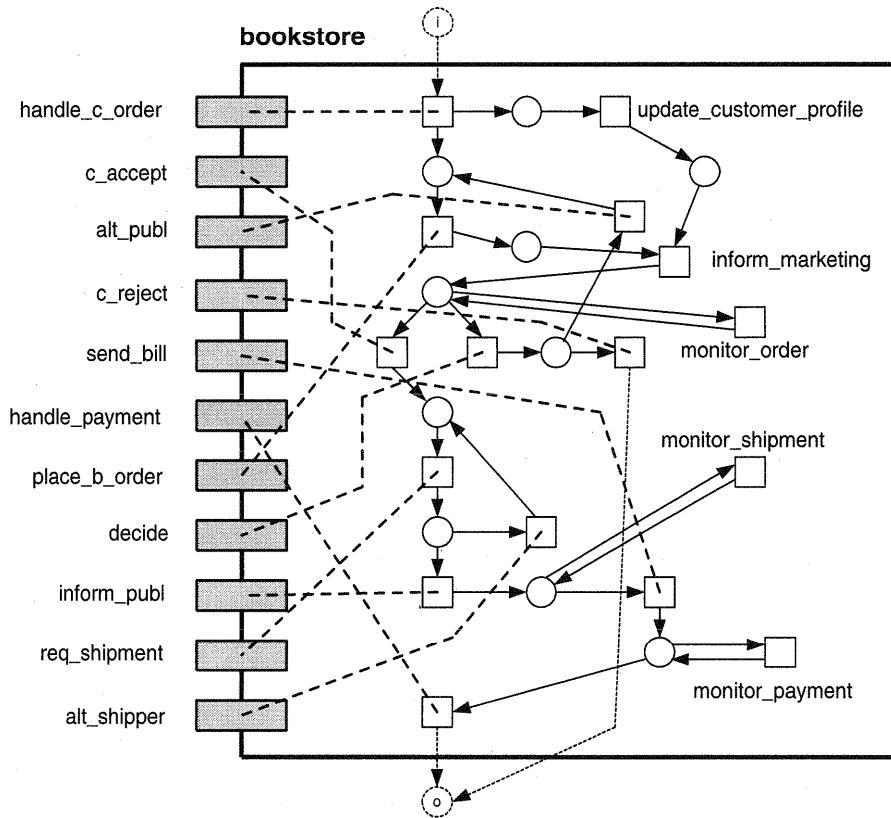 i
bookstore
handle_c_order
update_customer_profile
c_accept
alt_publ
inform_marketing
c_reject
monitor_order
send_bill
handle_payment
monitor_shipment
place_b_order
decide
inform_publ
req_shipment
monitor_payment
alt_shipper
o